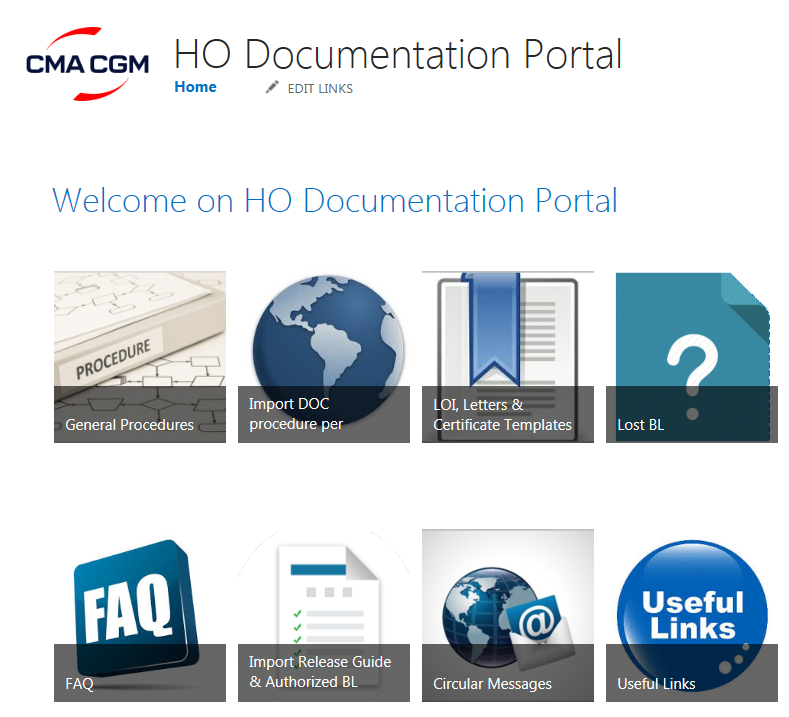 CMA CGM
HO Documentation Portal
Home
EDIT LINKS
Welcome on HO Documentation Portal
PROCEDURE
General Procedures
Import DOC
procedure per
LOI, Letters &
Certificate Templates
?
Lost BL
FAQ
FAQ
Import Release Guide
& Authorized BL
@
Circular Messages
Useful
Links
Useful Links